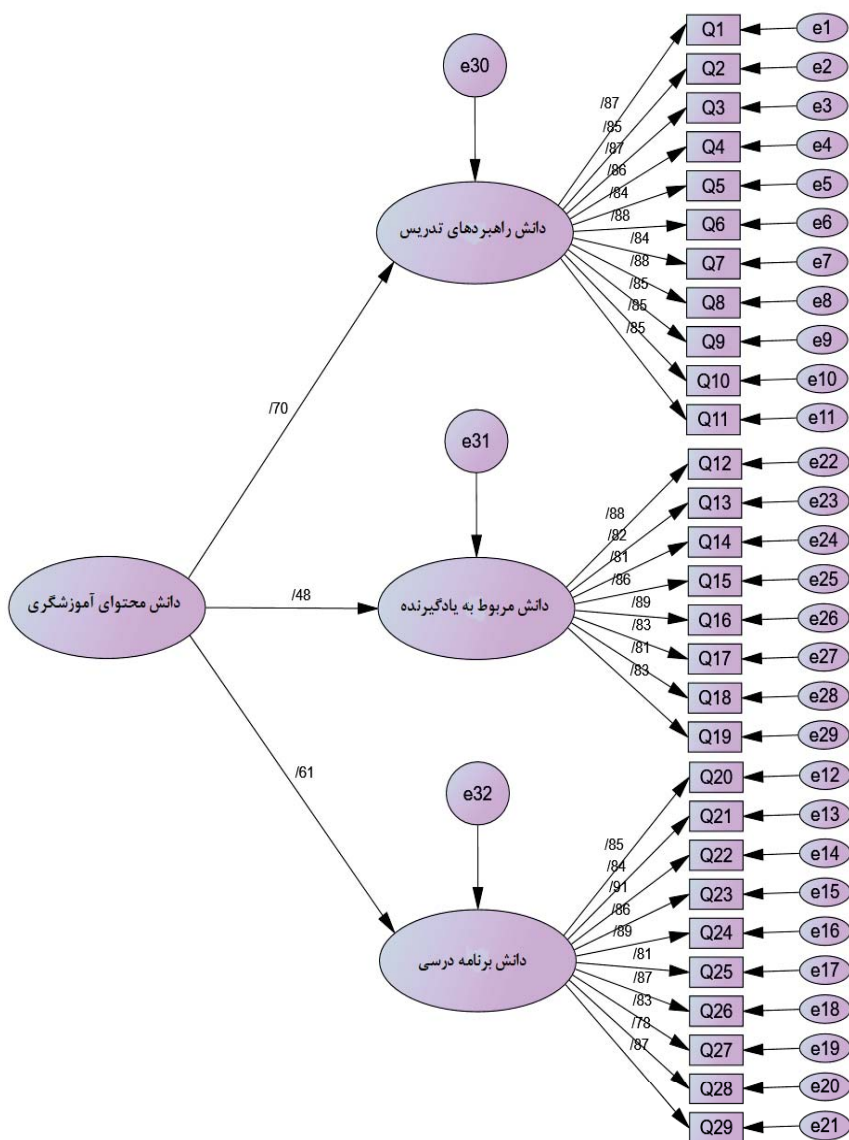 e30
دانش راهبردهای تدریس
/87
/85
/87
/86
/84
/88
/84
/88
/85
/85
/85
Q1
e1
Q2
e2
Q3
e3
Q4
e4
Q5
e5
Q6
e6
Q7
e7
Q8
e8
Q9
e9
Q10
e10
Q11
e11
/70
e31
دانش محتوای آموزشگری
/48
دانش مربوط به یادگیرنده
/88
/82
/81
/86
/89
/83
/81
/83
Q12
e22
Q13
e23
Q14
e24
Q15
e25
Q16
e26
Q17
e27
Q18
e28
Q19
e29
/61
e32
دانش برنامه درسی
/85
/84
/91
/86
/89
/81
/87
/83
/78
/87
Q20
e12
Q21
e13
Q22
e14
Q23
e15
Q24
e16
Q25
e17
Q26
e18
Q27
e19
Q28
e20
Q29
e21